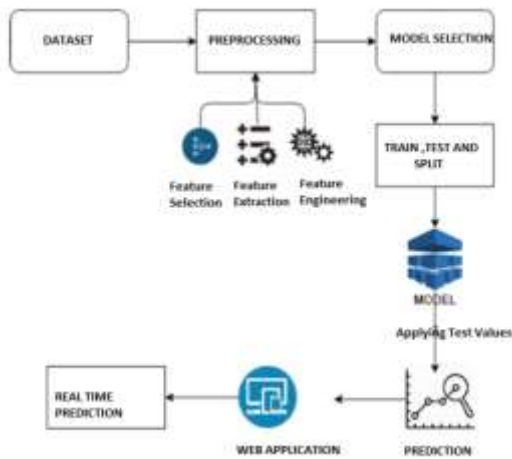 DATASET
PREPROCESSING
MODEL SELECTION
TRAIN ,TEST AND
SPLIT
Feature
Selection
Feature
Extraction
Feature
Engineering
MODEL
Applying Test Values
REAL TIME
PREDICTION
WEB APPLICATION
PREDICTION